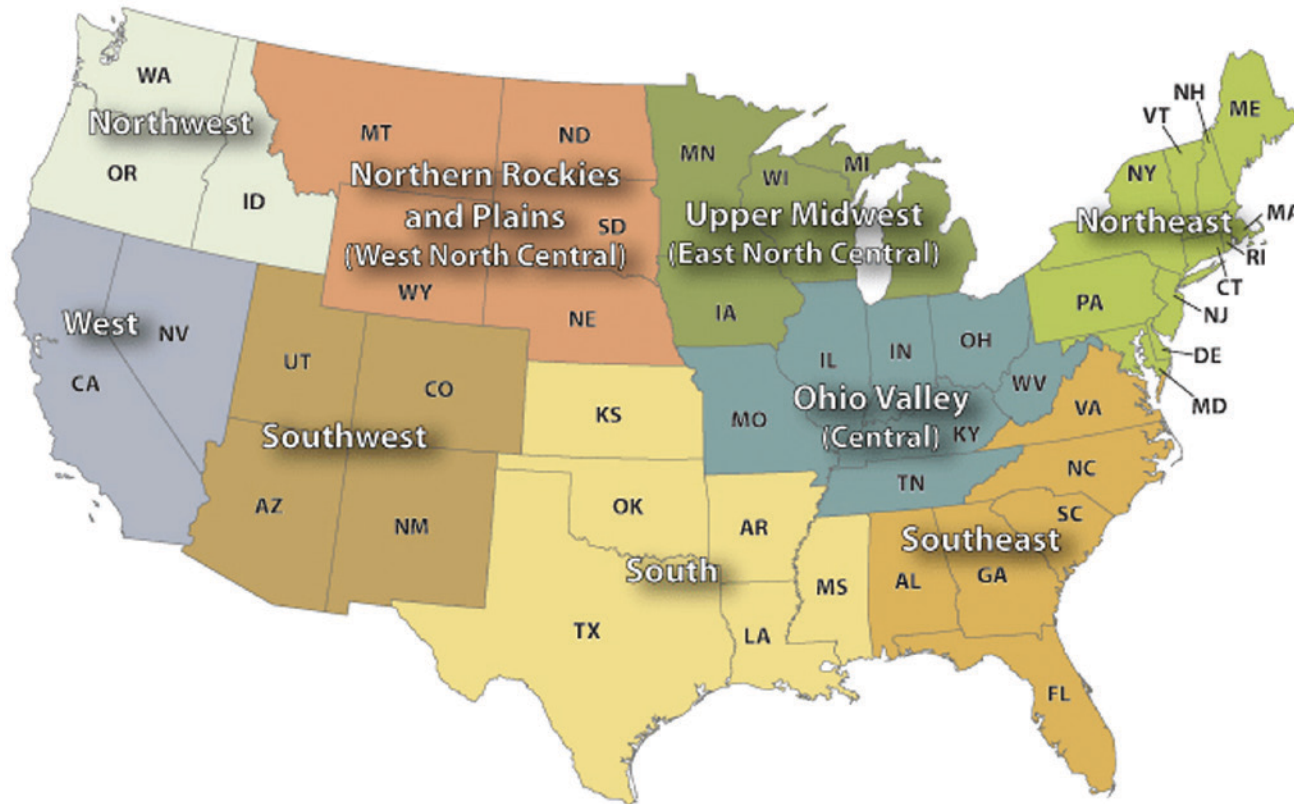 WA
Northwest
OR
ID
MT
ND
Northern Rockies
and Plains
(West North Central)
SD
WY
NE
MN
WI
MI
Upper Midwest
(East North Central)
IA
NH
VT
ME
NY
Northeast
MA
RI
CT
PA
NJ
DE
MD
West
NV
CA
UT
CO
Southwest
AZ
NM
KS
OK
AR
South
TX
LA
MS
IL
IN
OH
WV
Ohio Valley
(Central)
MO
KY
TN
VA
NC
SC
Southeast
AL
GA
FL